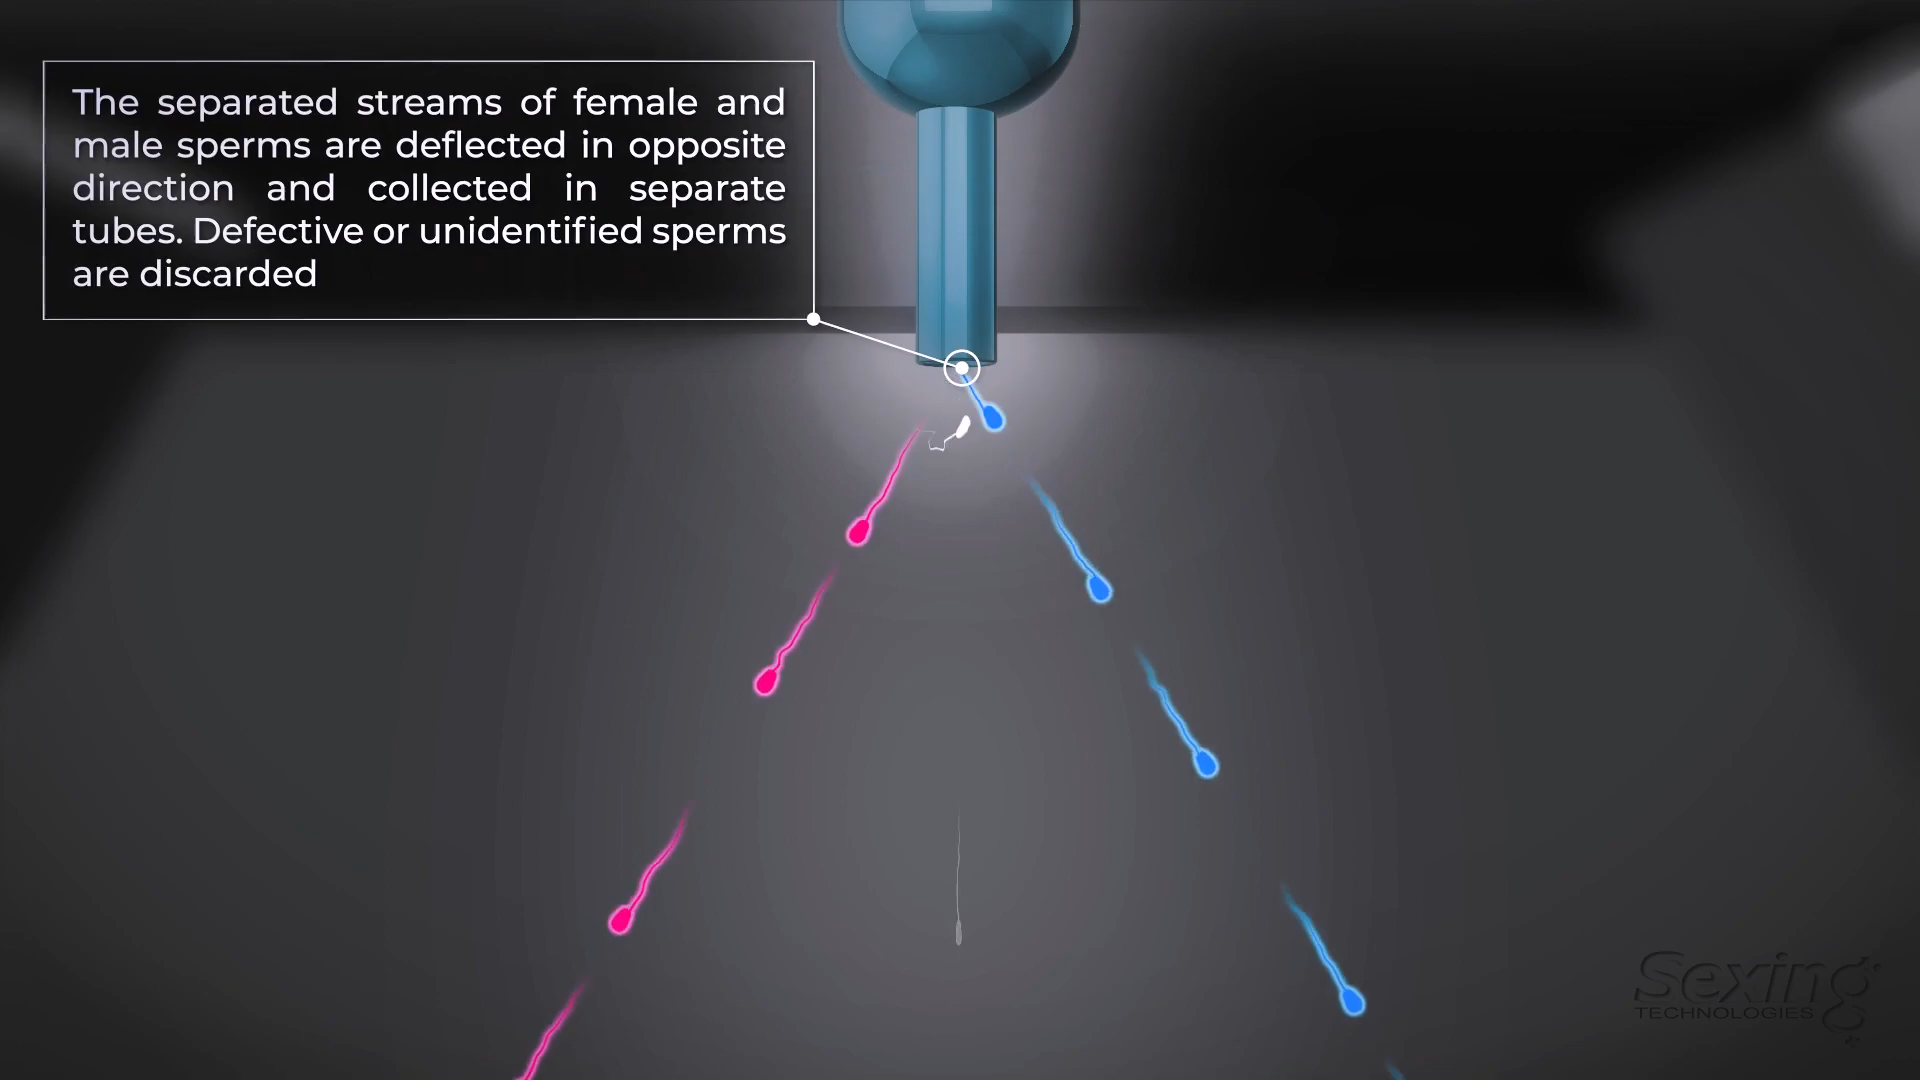 The separated streams of female and
male sperms are deflected in opposite
direction and collected in separate
tubes. Defective or unidentified sperms
are discarded
Sexing
TECHNOLOGIES